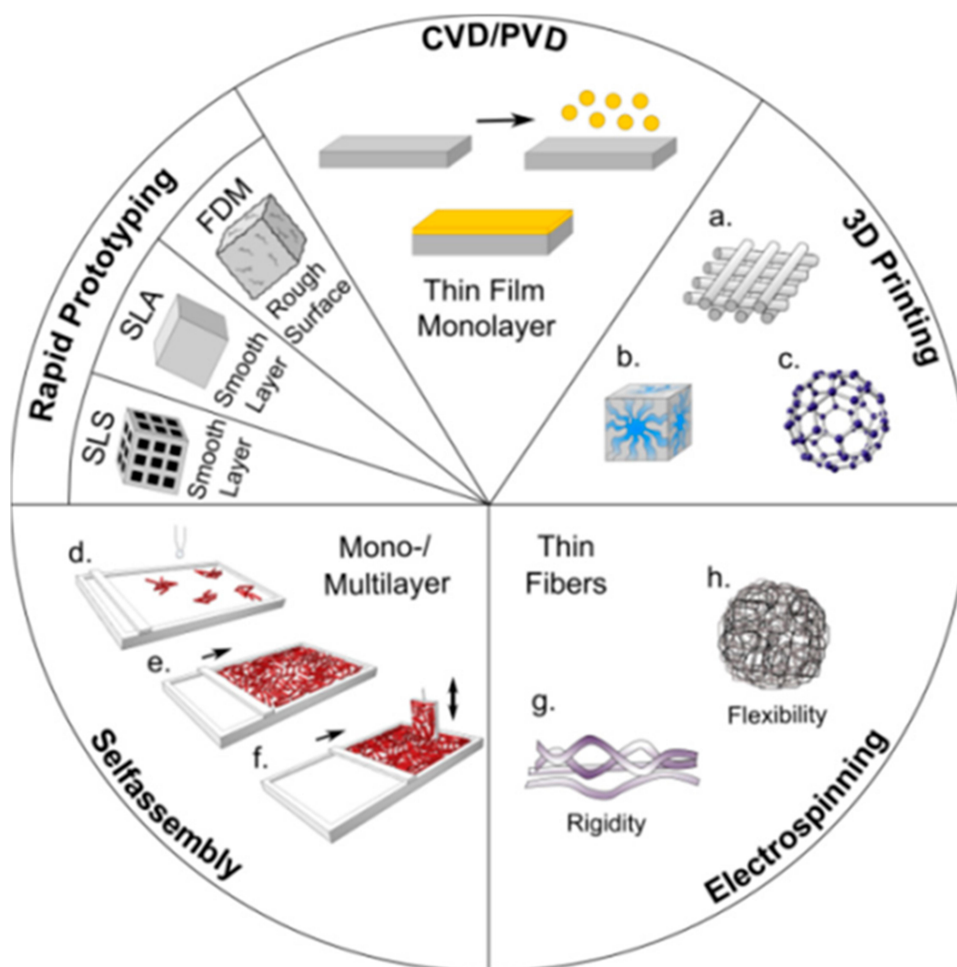 CVD/PVD
Thin Film
Monolayer
3D Printing
a.
b.
c.
Rapid Prototyping
FDM
Rough
Surface
SLA
Smooth
Layer
SLS
Smooth
Layer
d.
Mono-/
Multilayer
e.
f.
Selfassembly
Thin
Fibers
h.
Flexibility
g.
Rigidity
Electrospinning